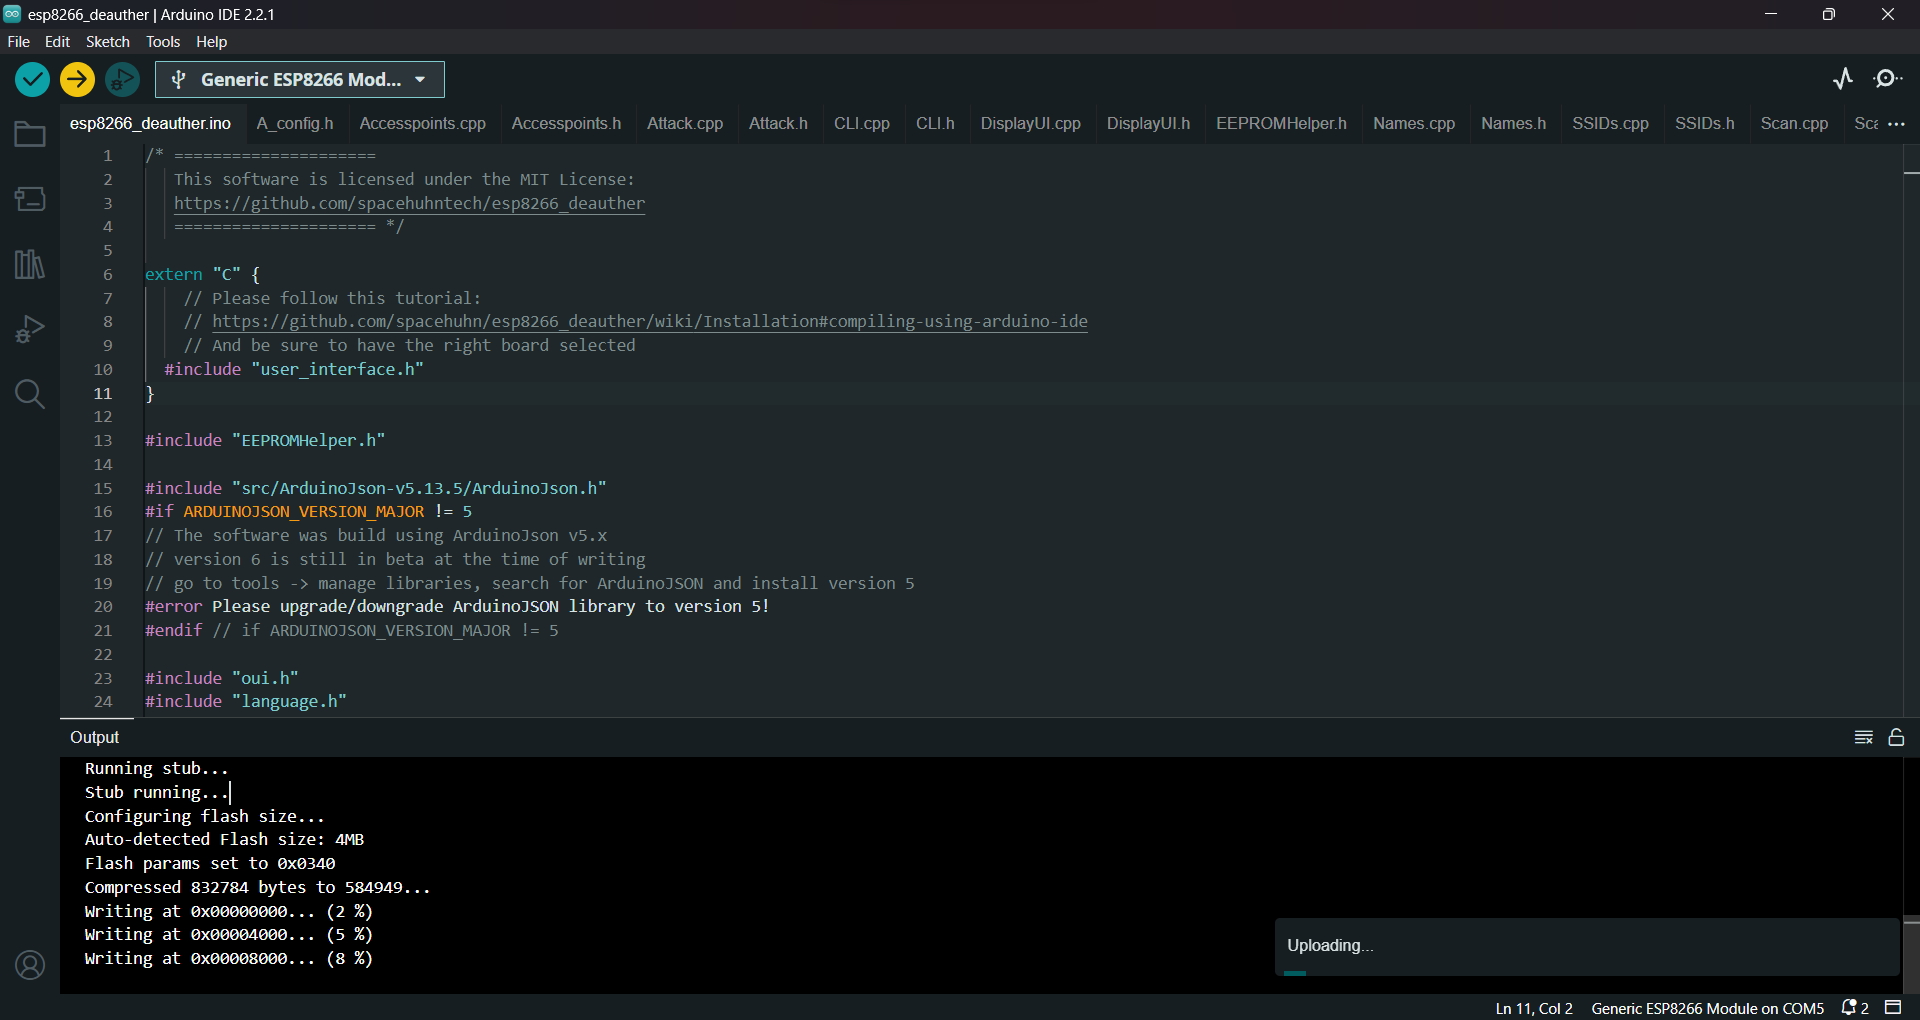 esp8266_deauther | Arduino IDE 2.2.1
File Edit Sketch Tools Help
Generic ESP8266 Mod...
esp8266_deauther.ino A_config.h Accesspoints.cpp Accesspoints.h Attack.cpp Attack.h CLI.cpp CLI.h DisplayUI.cpp DisplayUI.h EEPROMHelper.h Names.cpp Names.h SSIDs.cpp SSIDs.h Scan.cpp Sca ...
1 /* =====================
2 This software is licensed under the MIT License:
3 https://github.com/spacehuhntech/esp8266_deauther
4 ===================== */
5
6 extern "C" {
7 // Please follow this tutorial:
8 // https://github.com/spacehuhn/esp8266_deauther/wiki/Installation#compiling-using-arduino-ide
9 // And be sure to have the right board selected
10 #include "user_interface.h"
11 }
12
13 #include "EEPROMHelper.h"
14
15 #include "src/ArduinoJson-v5.13.5/ArduinoJson.h"
16 #if ARDUINOJSON_VERSION_MAJOR != 5
17 // The software was build using ArduinoJson v5.x
18 // version 6 is still in beta at the time of writing
19 // go to tools -> manage libraries, search for ArduinoJSON and install version 5
20 #error Please upgrade/downgrade ArduinoJSON library to version 5!
21 #endif // if ARDUINOJSON_VERSION_MAJOR != 5
22
23 #include "oui.h"
24 #include "language.h"
Output
Running stub...
Stub running...
Configuring flash size...
Auto-detected Flash size: 4MB
Flash params set to 0x0340
Compressed 832784 bytes to 584949...
Writing at 0x00000000... (2 %)
Writing at 0x00004000... (5 %)
Writing at 0x00008000... (8 %)
Uploading...
Ln 11, Col 2 Generic ESP8266 Module on COM5 2